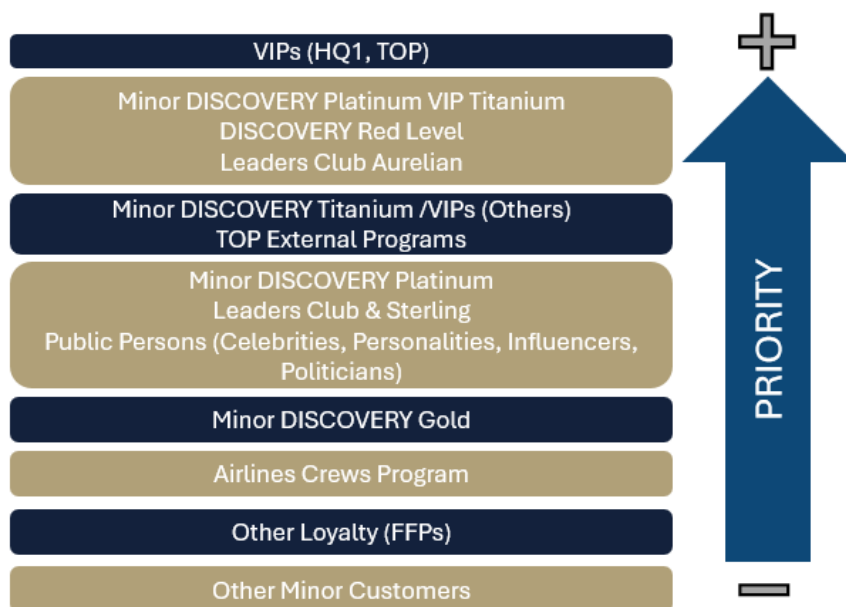 VIPs (HQ1, TOP)
Minor DISCOVERY Platinum VIP Titanium
DISCOVERY Red Level
Leaders Club Aurelian
Minor DISCOVERY Titanium /VIPs (Others)
TOP External Programs
Minor DISCOVERY Platinum
Leaders Club & Sterling
Public Persons (Celebrities, Personalities, Influencers,
Politicians)
Minor DISCOVERY Gold
Airlines Crews Program
Other Loyalty (FFPs)
Other Minor Customers
PRIORITY